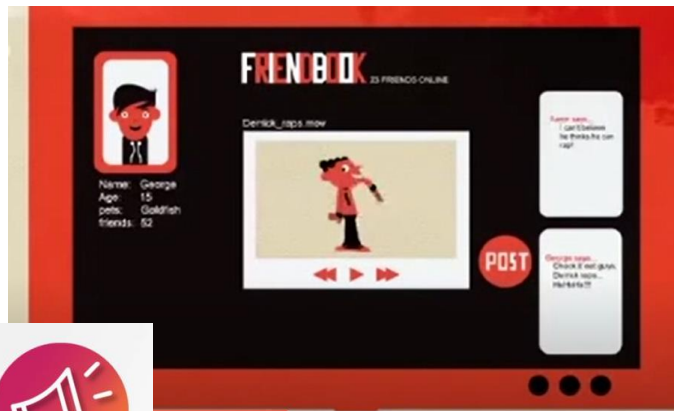 FRIENDBOOK 23 FRIENDS ONLINE
Derrick_raps.mov
Name: George
Age: 15
pets: Goldfish
friends: 52
says...
I can't believe
he thinks he can
rap!
POST
George says...
Check it out guys,
Derrick raps...
HaHaHa!!!